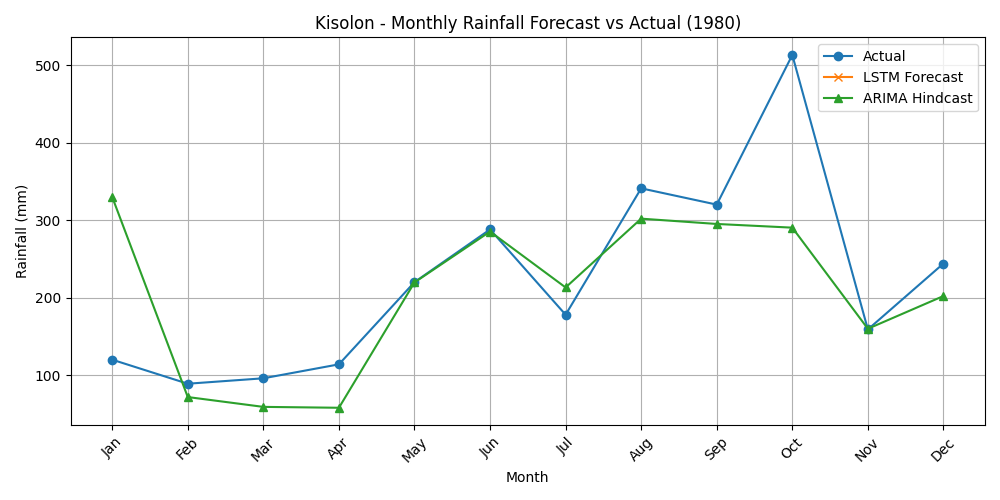 Kisolon - Monthly Rainfall Forecast vs Actual (1980)
Actual
LSTM Forecast
ARIMA Hindcast
Rainfall (mm)
500
400
300
200
100
Jan
Feb
Mar
Apr
May
Jun
Jul
Aug
Sep
Oct
Nov
Dec
Month